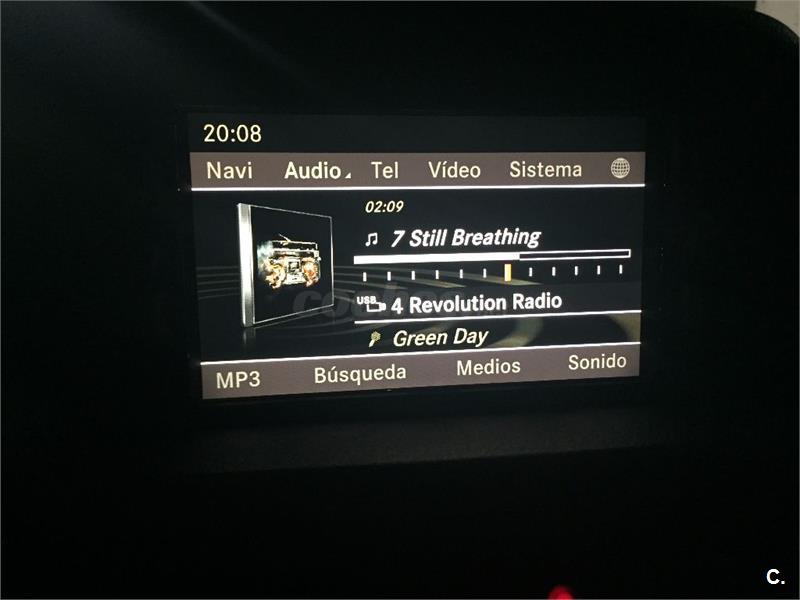 20:08
Navi Audio Tel Vídeo Sistema
02:09
7 Still Breathing
USB 4 Revolution Radio
Green Day
MP3 Búsqueda Medios Sonido
C.